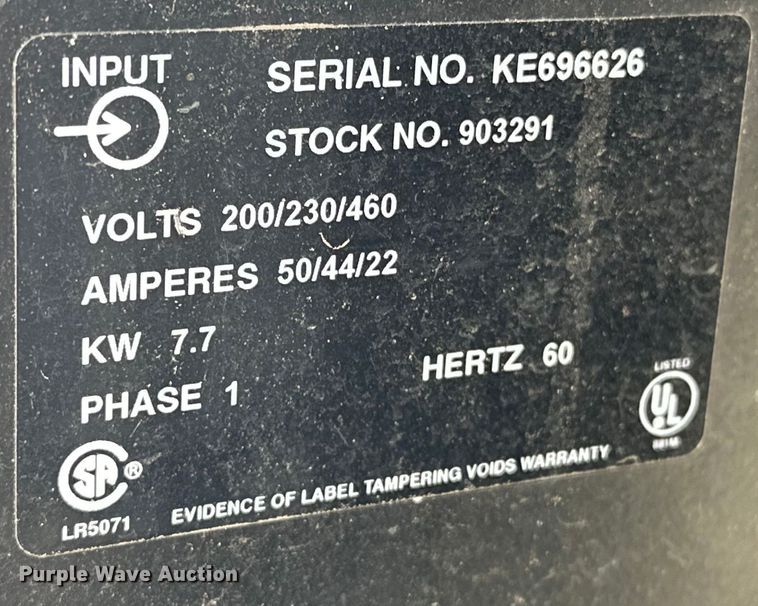 INPUT
SERIAL NO. KE696626
STOCK NO. 903291
VOLTS 200/230/460
AMPERES 50/44/22
KW 7.7
HERTZ 60
PHASE 1
LISTED
UL
SA ®
LR5071
EVIDENCE OF LABEL TAMPERING VOIDS WARRANTY
Purple Wave Auction